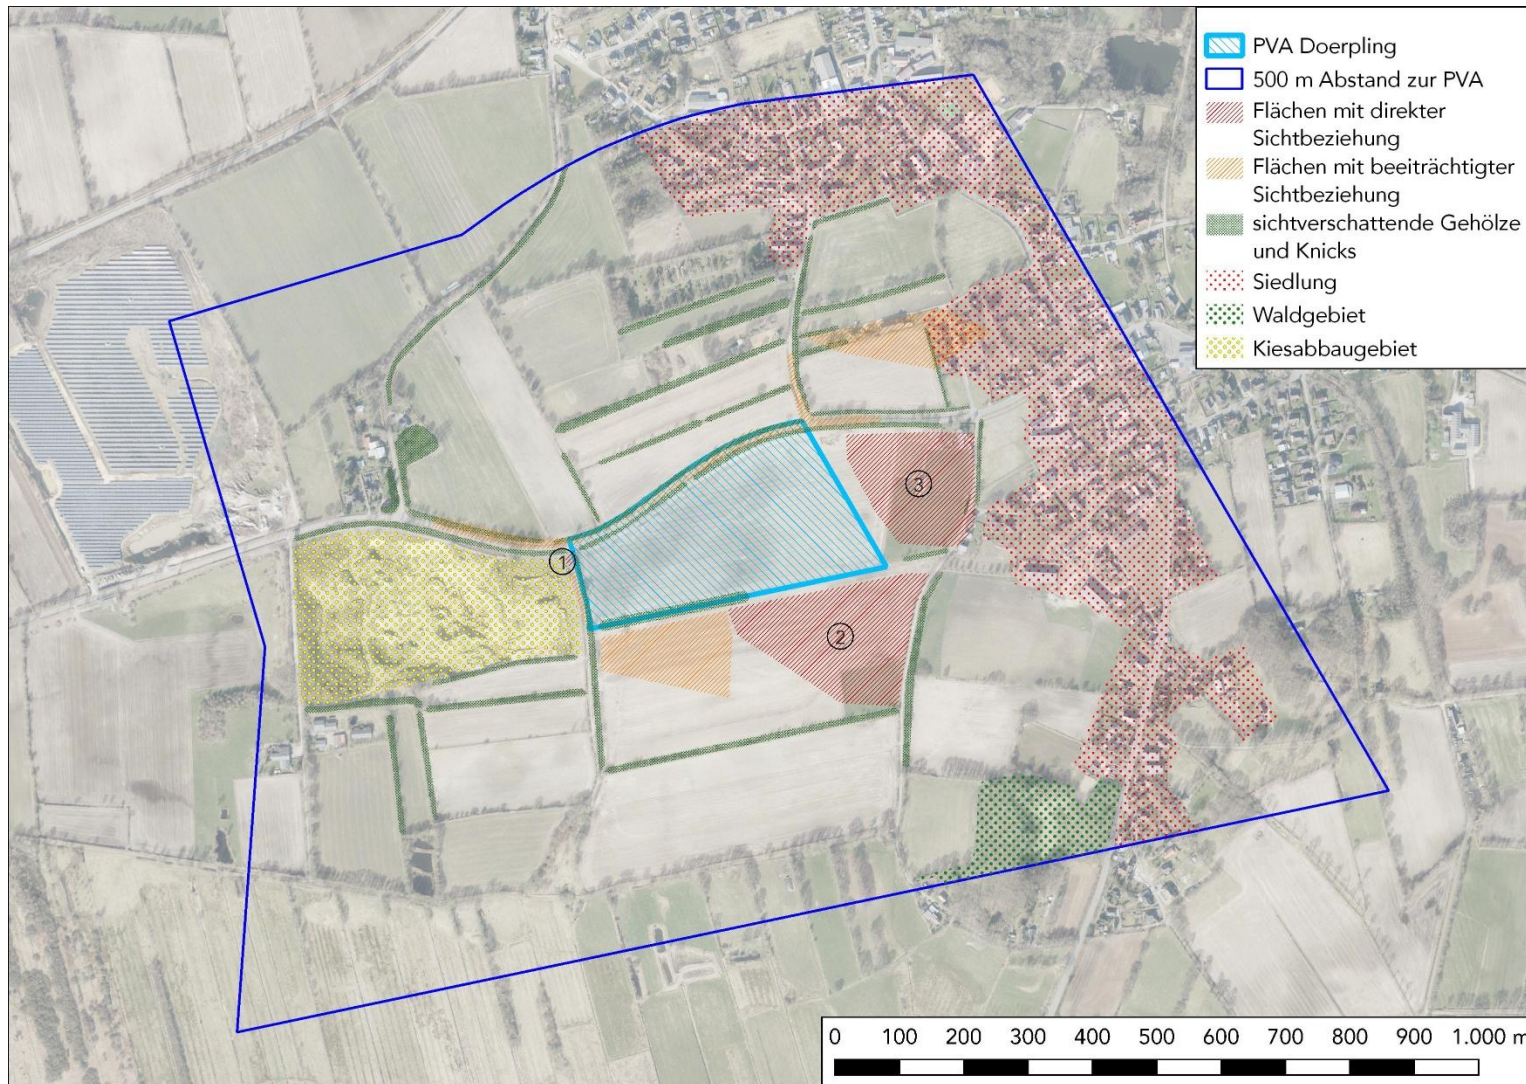 PVA Doerpling
500 m Abstand zur PVA
Flächen mit direkter
Sichtbeziehung
Flächen mit beeiträchtigter
Sichtbeziehung
sichtverschattende Gehölze
und Knicks
Siedlung
Waldgebiet
Kiesabbaugebiet
3
1
2
0 100 200 300 400 500 600 700 800 900 1.000 m